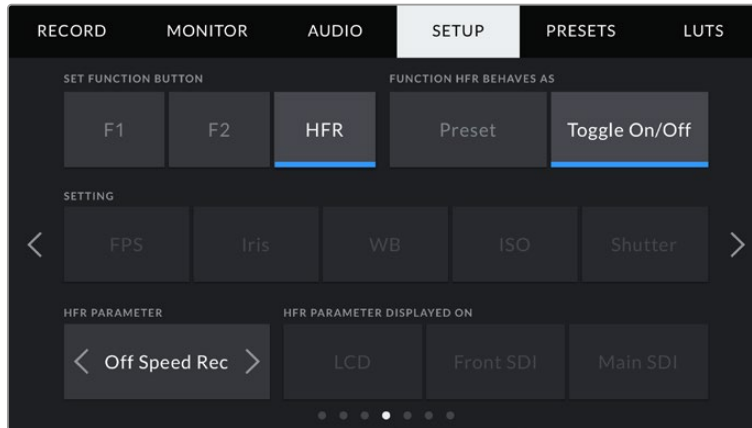 RECORD MONITOR AUDIO SETUP PRESETS LUTS
SET FUNCTION BUTTON FUNCTION HFR BEHAVES AS
F1 F2 HFR Preset Toggle On/Off
SETTING
FPS Iris WB ISO Shutter
HFR PARAMETER HFR PARAMETER DISPLAYED ON
Off Speed Rec LCD Front SDI Main SDI